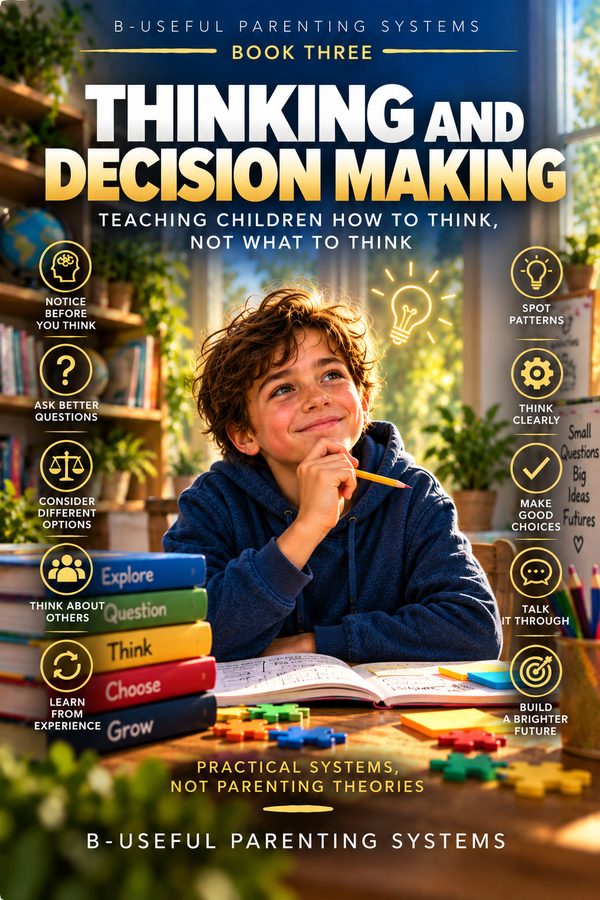 B-USEFUL PARENTING SYSTEMS
BOOK THREE
THINKING AND
DECISION MAKING
TEACHING CHILDREN HOW TO THINK,
NOT WHAT TO THINK
NOTICE
BEFORE
YOU THINK
ASK BETTER
QUESTIONS
CONSIDER
DIFFERENT
OPTIONS
THINK ABOUT
OTHERS
LEARN
FROM
EXPERIENCE
SPOT
PATTERNS
THINK
CLEARLY
MAKE
GOOD
CHOICES
TALK
IT THROUGH
BUILD
A BRIGHTER
FUTURE
Small
Questions
Big
Ideas
Futures
Explore
Question
Think
Choose
Grow
PRACTICAL SYSTEMS,
NOT PARENTING THEORIES
B-USEFUL PARENTING SYSTEMS